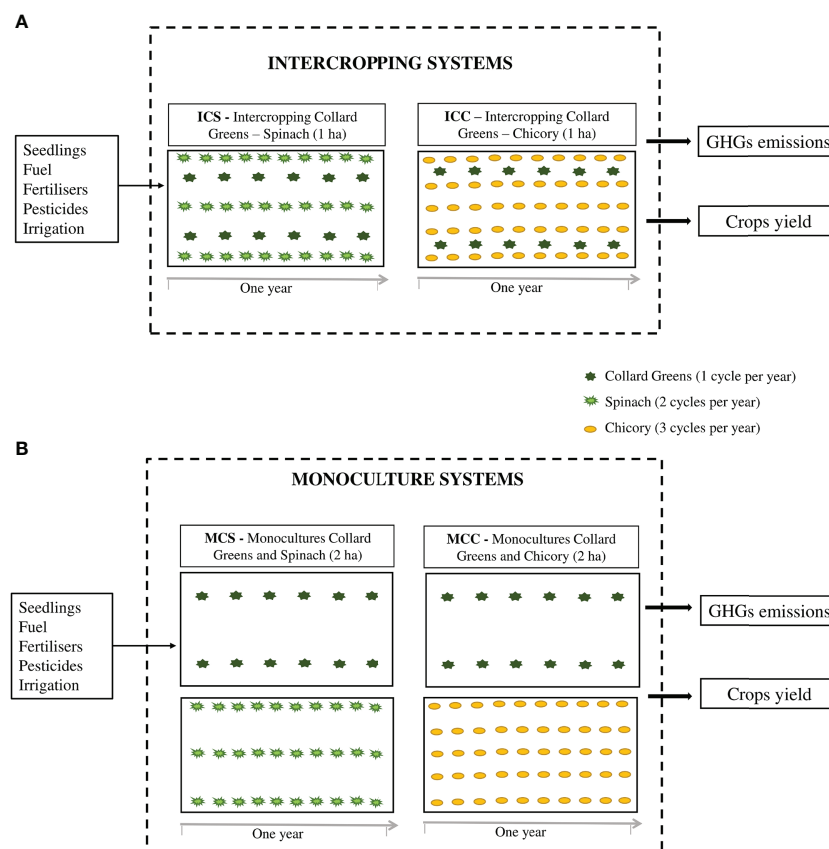 A
INTERCROPPING SYSTEMS
ICS - Intercropping Collard
Greens – Spinach (1 ha)
ICC – Intercropping Collard
Greens – Chicory (1 ha)
Seedlings
Fuel
Fertilisers
Pesticides
Irrigation
GHGs emissions
Crops yield
One year
One year
Collard Greens (1 cycle per year)
Spinach (2 cycles per year)
Chicory (3 cycles per year)
B
MONOCULTURE SYSTEMS
MCS - Monocultures Collard
Greens and Spinach (2 ha)
MCC - Monocultures Collard
Greens and Chicory (2 ha)
Seedlings
Fuel
Fertilisers
Pesticides
Irrigation
GHGs emissions
Crops yield
One year
One year